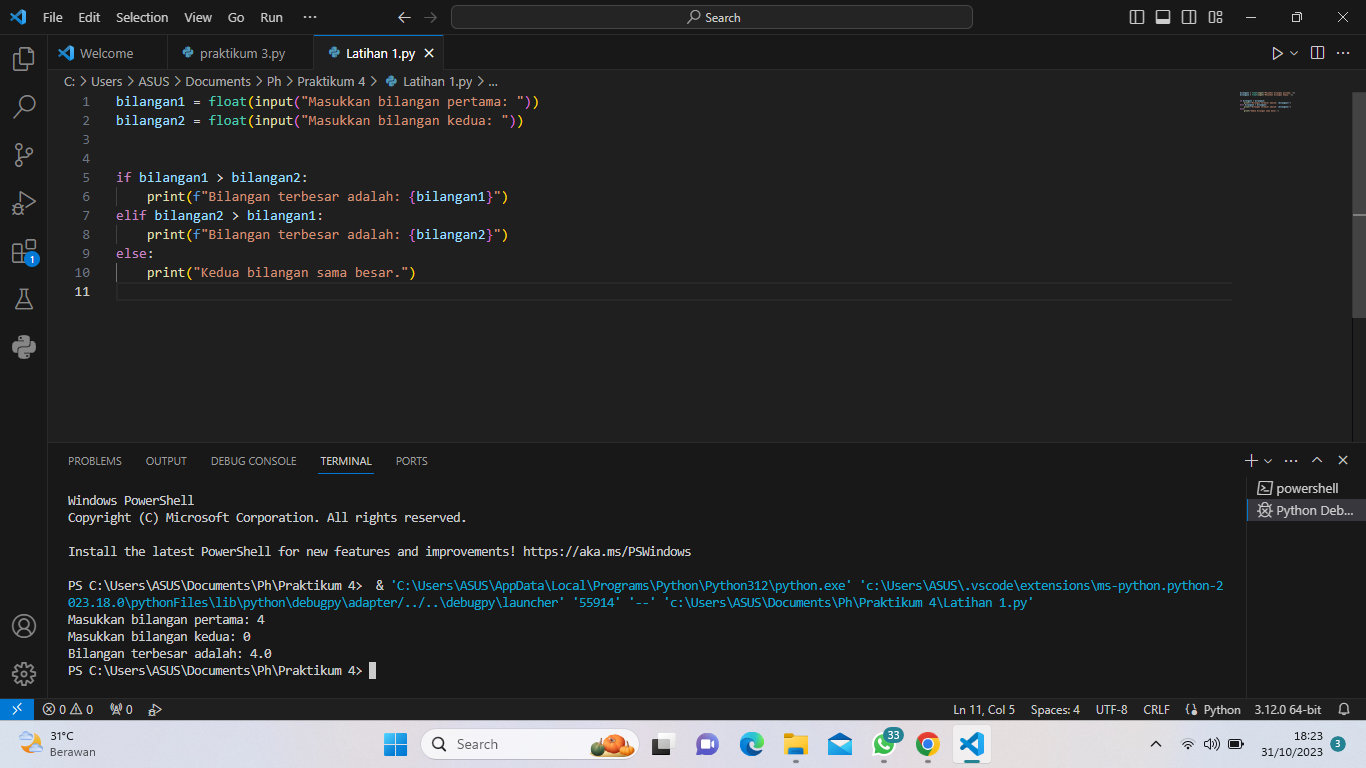 File Edit Selection View Go Run ··· Search
Welcome praktikum 3.py Latihan 1.py
C: > Users > ASUS > Documents > Ph > Praktikum 4 > Latihan 1.py > ...
1 bilangan1 = float(input("Masukkan bilangan pertama: "))
2 bilangan2 = float(input("Masukkan bilangan kedua: "))
3
4
5 if bilangan1 > bilangan2:
6     print(f"Bilangan terbesar adalah: {bilangan1}")
7 elif bilangan2 > bilangan1:
8     print(f"Bilangan terbesar adalah: {bilangan2}")
9 else:
10     print("Kedua bilangan sama besar.")
11
1
PROBLEMS OUTPUT DEBUG CONSOLE TERMINAL PORTS
powershell
Python Deb...
Windows PowerShell
Copyright (C) Microsoft Corporation. All rights reserved.
Install the latest PowerShell for new features and improvements! https://aka.ms/PSWindows
PS C:\Users\ASUS\Documents\Ph\Praktikum 4>  & 'C:\Users\ASUS\AppData\Local\Programs\Python\Python312\python.exe' 'c:\Users\ASUS\.vscode\extensions\ms-python.python-2
023.18.0\pythonFiles\lib\python\debugpy\adapter/../..\debugpy\launcher' '55914' '--' 'c:\Users\ASUS\Documents\Ph\Praktikum 4\Latihan 1.py'
Masukkan bilangan pertama: 4
Masukkan bilangan kedua: 0
Bilangan terbesar adalah: 4.0
PS C:\Users\ASUS\Documents\Ph\Praktikum 4>
0 0 0 Ln 11, Col 5 Spaces: 4 UTF-8 CRLF Python 3.12.0 64-bit
31°C
Berawan
Search
33
18:23
31/10/2023
3